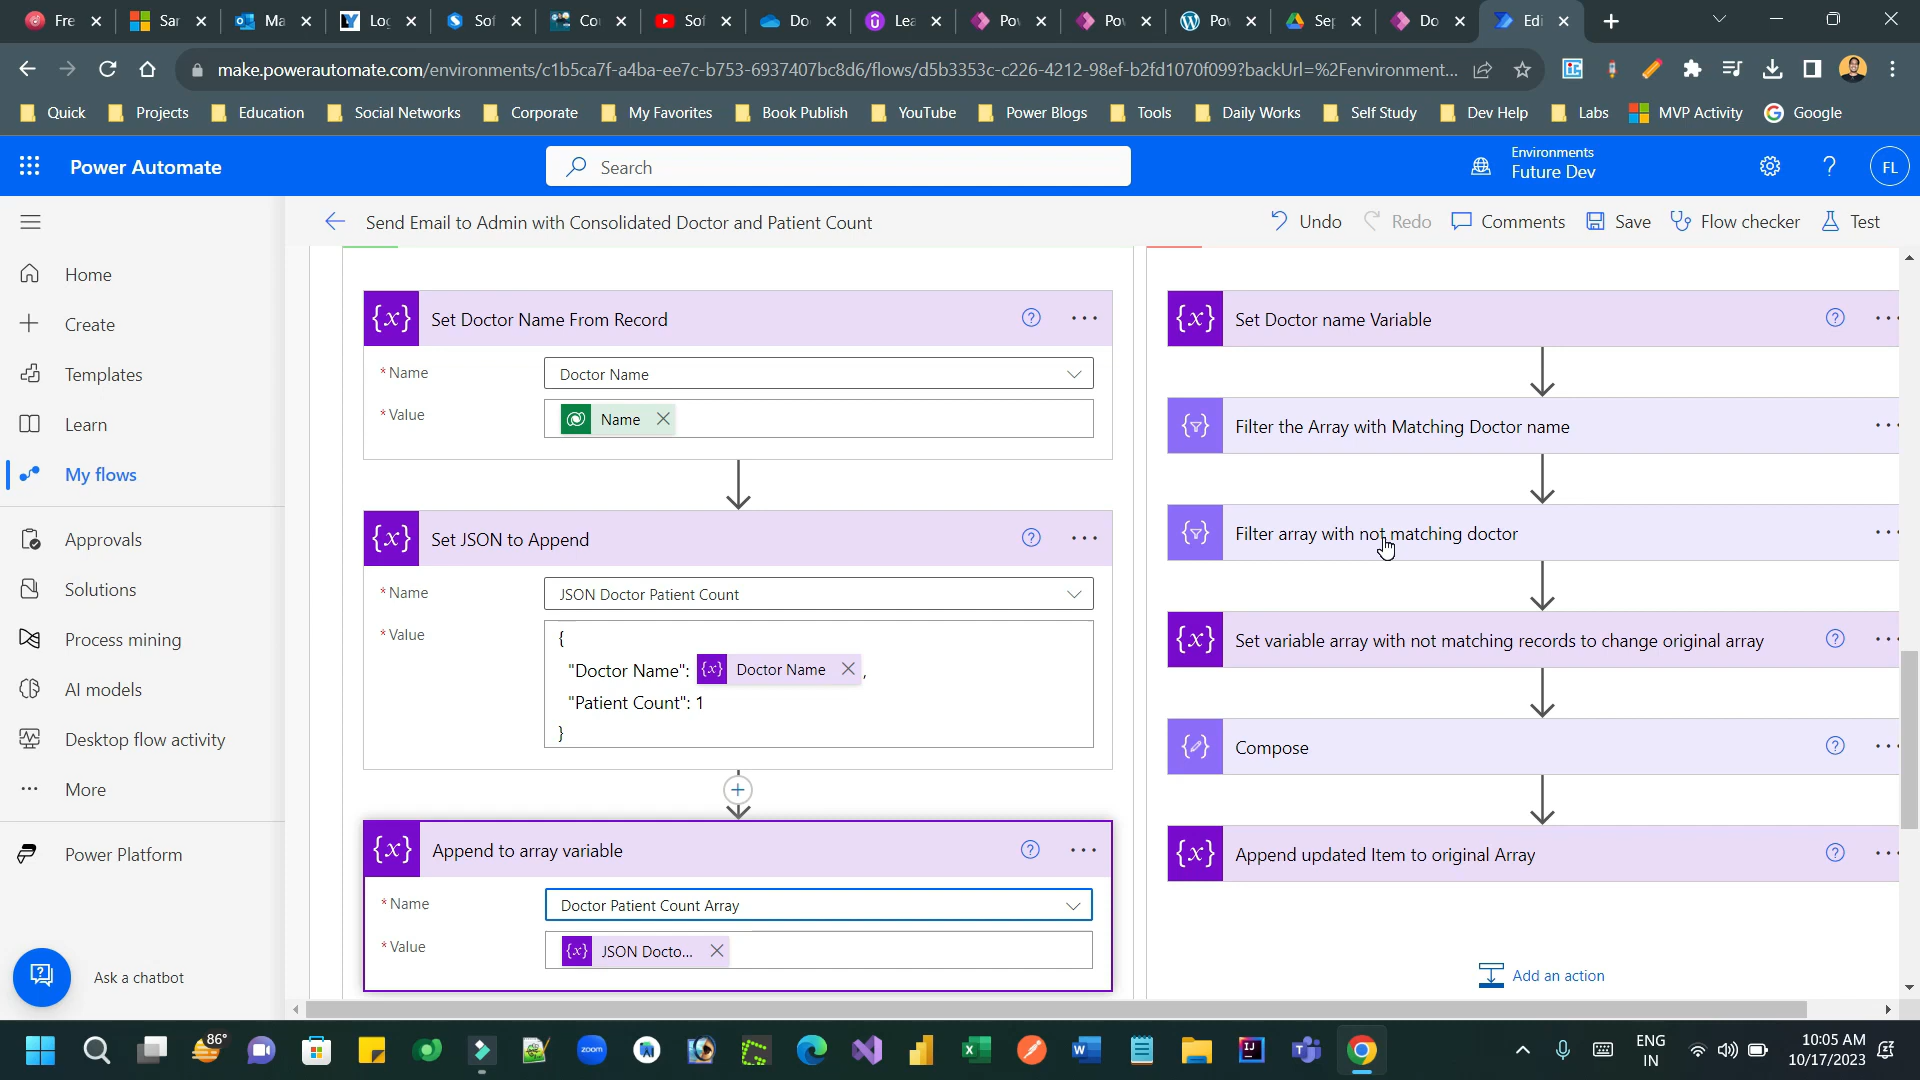 Fre
Sar
Ma
Log
Sof
Co
Sof
Do
Lea
Po
Po
Po
Sep
Do
Edi
make.powerautomate.com/environments/c1b5ca7f-a4ba-ee7c-b753-6937407bc8d6/flows/d5b3353c-c226-4212-98ef-b2fd1070f099?backUrl=%2Fenvironment...
Quick
Projects
Education
Social Networks
Corporate
My Favorites
Book Publish
YouTube
Power Blogs
Tools
Daily Works
Self Study
Dev Help
Labs
MVP Activity
Google
Power Automate
Search
Environments
Future Dev
FL
Send Email to Admin with Consolidated Doctor and Patient Count
Undo
Redo
Comments
Save
Flow checker
Test
Home
Create
Templates
Learn
My flows
Approvals
Solutions
Process mining
AI models
Desktop flow activity
More
Power Platform
Ask a chatbot
Set Doctor Name From Record
* Name
Doctor Name
* Value
Name
Set JSON to Append
* Name
JSON Doctor Patient Count
* Value
{
"Doctor Name": Doctor Name ,
"Patient Count": 1
}
Append to array variable
* Name
Doctor Patient Count Array
* Value
JSON Docto...
Set Doctor name Variable
Filter the Array with Matching Doctor name
Filter array with not matching doctor
Set variable array with not matching records to change original array
Compose
Append updated Item to original Array
Add an action
86°
zoom
ENG
IN
10:05 AM
10/17/2023